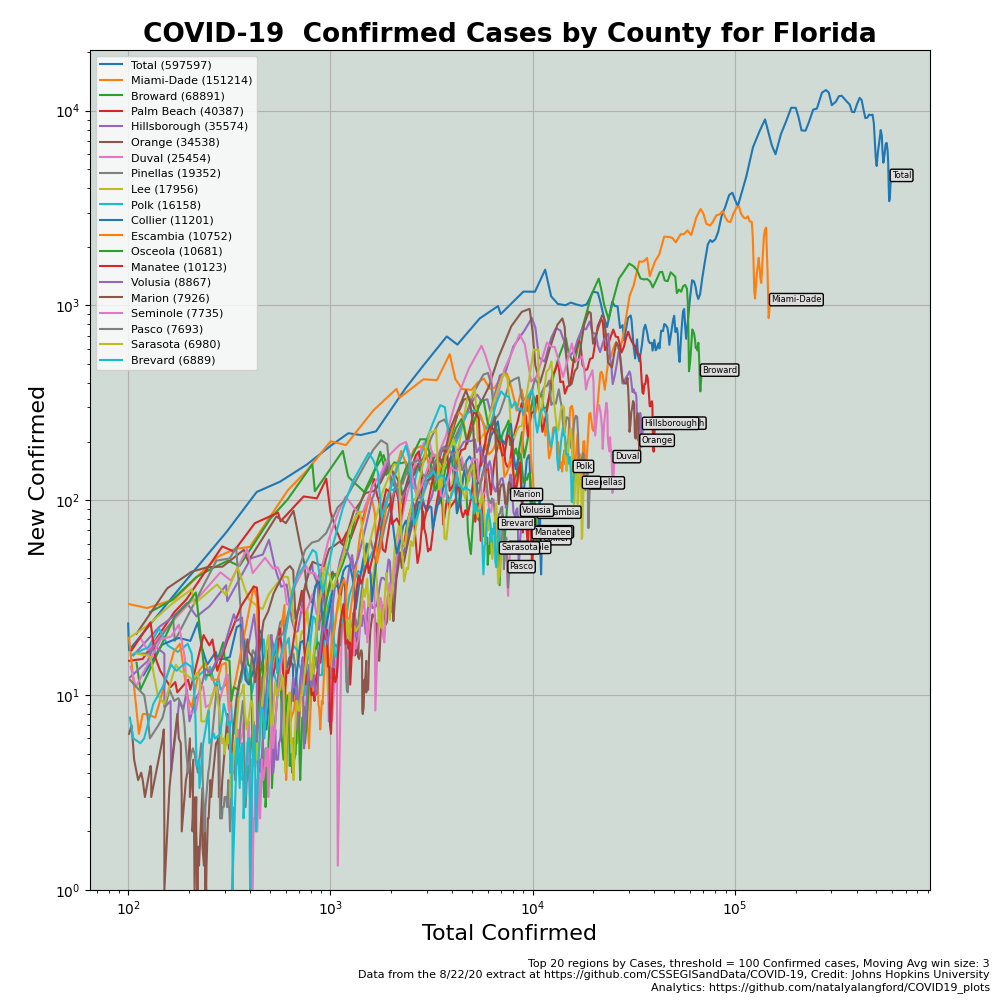 COVID-19  Confirmed Cases by County for Florida
Total (597597)
Miami-Dade (151214)
Broward (68891)
Palm Beach (40387)
Hillsborough (35574)
Orange (34538)
Duval (25454)
Pinellas (19352)
Lee (17956)
Polk (16158)
Collier (11201)
Escambia (10752)
Osceola (10681)
Manatee (10123)
Volusia (8867)
Marion (7926)
Seminole (7735)
Pasco (7693)
Sarasota (6980)
Brevard (6889)
New Confirmed
10⁴
10³
10²
10¹
10⁰
Total
Miami-Dade
Broward
Hillsborough
Orange
Duval
Polk
Lee
Marion
Volusia
Brevard
Manatee
Sarasota
Pasco
10²
10³
10⁴
10⁵
Total Confirmed
Top 20 regions by Cases, threshold = 100 Confirmed cases, Moving Avg win size: 3
Data from the 8/22/20 extract at https://github.com/CSSEGISandData/COVID-19, Credit: Johns Hopkins University
Analytics: https://github.com/natalyalangford/COVID19_plots